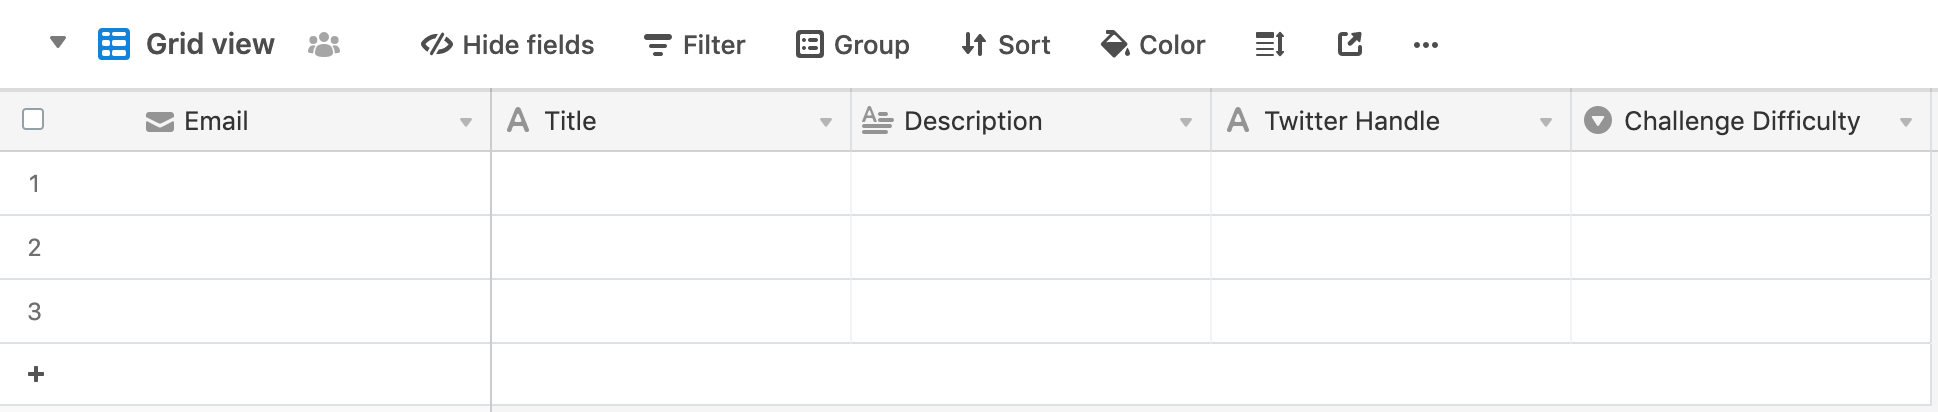 Grid view Hide fields Filter Group Sort Color
Email Title Description Twitter Handle Challenge Difficulty
1
2
3
+